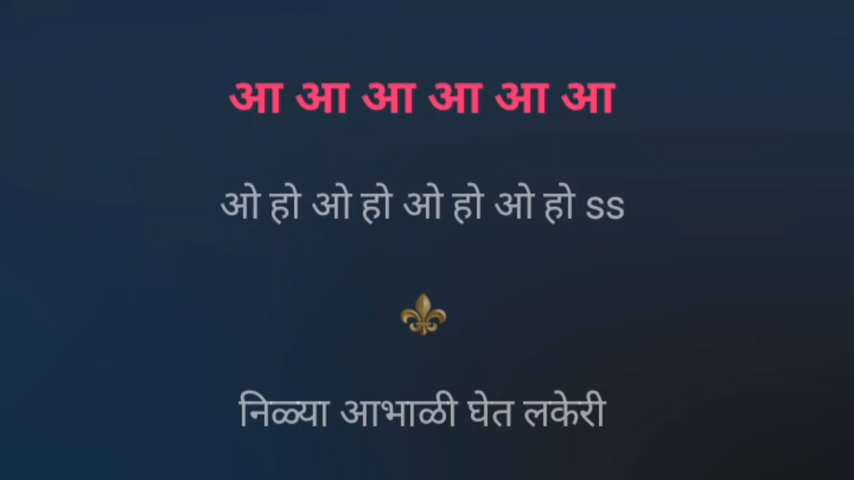 आ आ आ आ आ आ
ओ हो ओ हो ओ हो ओ हो ss
⚜️
निळ्या आभाळी घेत लकेरी